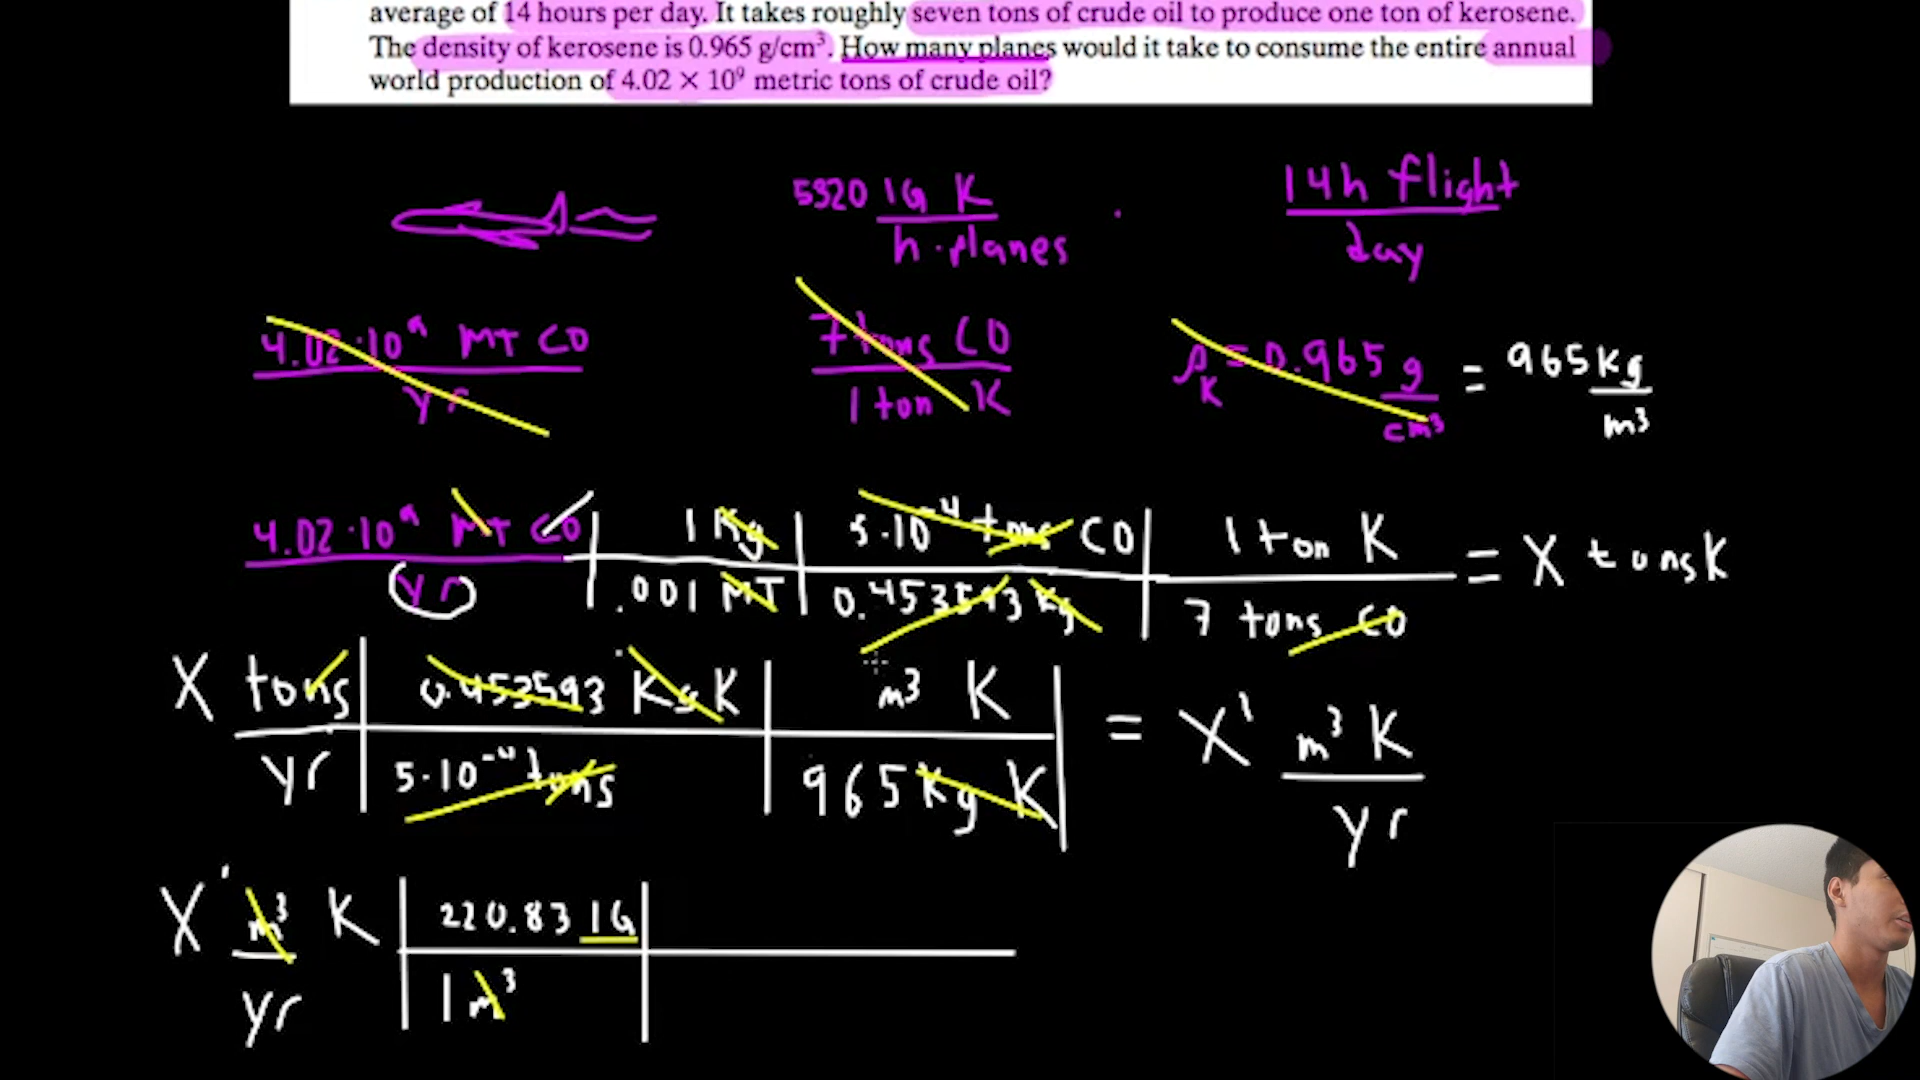 average of 14 hours per day. It takes roughly seven tons of crude oil to produce one ton of kerosene.
The density of kerosene is 0.965 g/cm³. How many planes would it take to consume the entire annual
world production of 4.02 × 10⁹ metric tons of crude oil?
5320 IG K / h · planes · 14h flight / day
4.02·10⁹ MT CO / yr
7 tons CO / 1 ton K
ρK = 0.965 g/cm³ = 965 Kg/m³
4.02·10⁹ MT CO / yr | 1 Kg / .001 MT | 5·10⁻⁴ tons CO / 0.453593 Kg | 1 ton K / 7 tons CO = X tons K
X tons / yr | 0.453593 Kg K / 5·10⁻⁴ tons | m³ K / 965 Kg K | = X' m³ K / yr
X' m³ / yr K | 220.83 IG / 1 m³ |